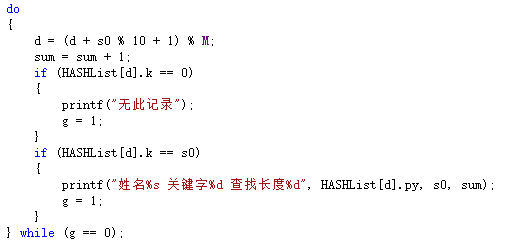 do
{
d = (d + s0 % 10 + 1) % M;
sum = sum + 1;
if (HASHList[d].k == 0)
{
printf("无此记录");
g = 1;
}
if (HASHList[d].k == s0)
{
printf("姓名%s 关键字%d 查找长度%d", HASHList[d].py, s0, sum);
g = 1;
}
} while (g == 0);